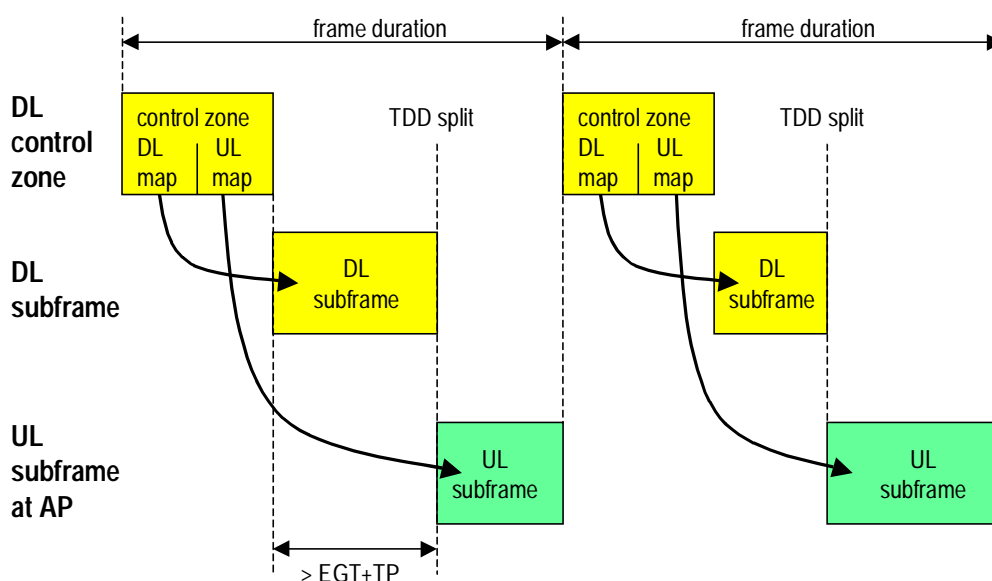 frame duration
frame duration
DL
control
zone
control zone
DL
map
UL
map
TDD split
control zone
DL
map
UL
map
TDD split
DL
subframe
DL
subframe
DL
subframe
UL
subframe
at AP
UL
subframe
UL
subframe
> EGT+TP